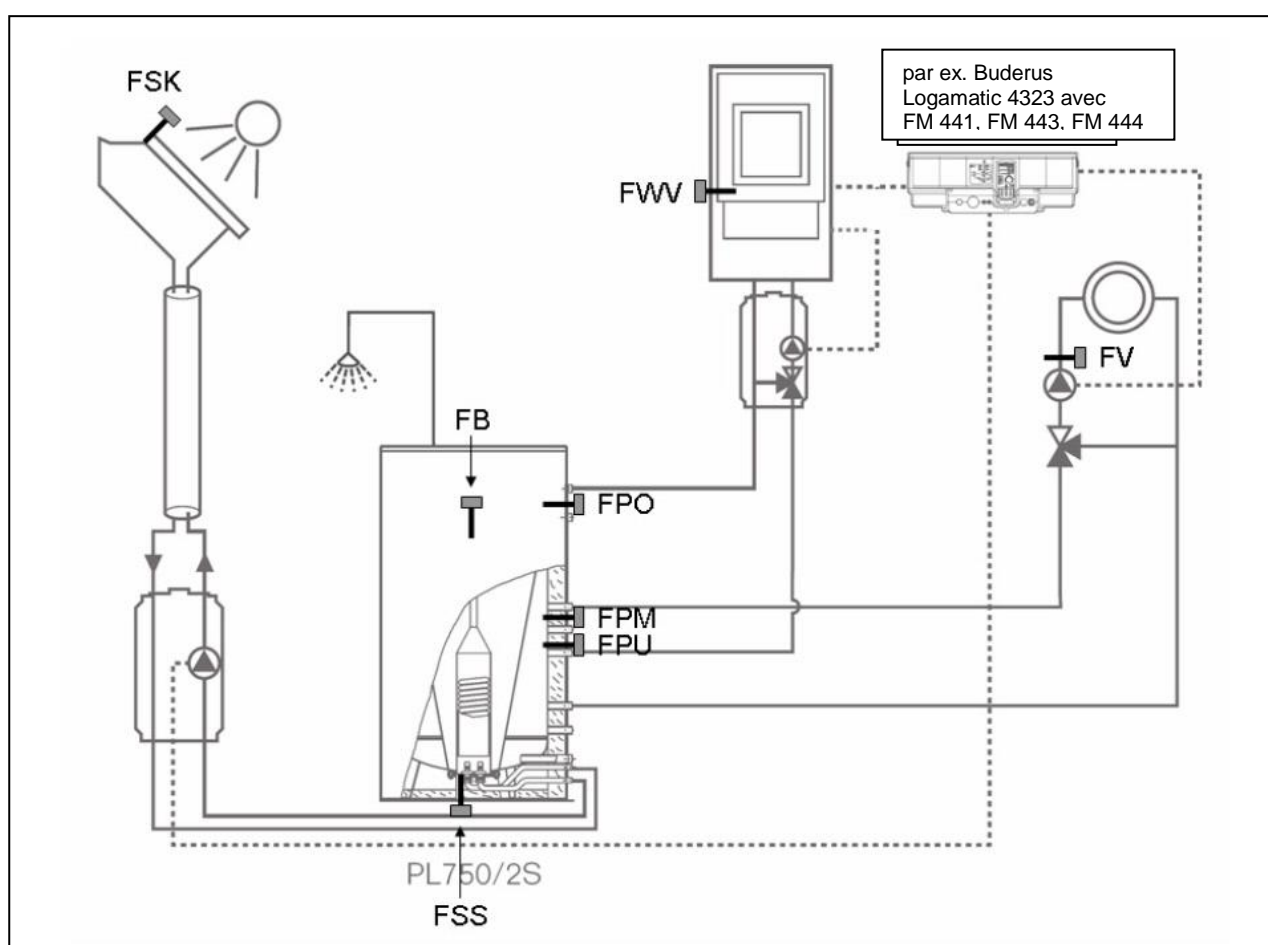 par ex. Buderus
Logamatic 4323 avec
FM 441, FM 443, FM 444
FSK
FWV
FV
FB
FPO
FPM
FPU
PL750/2S
FSS